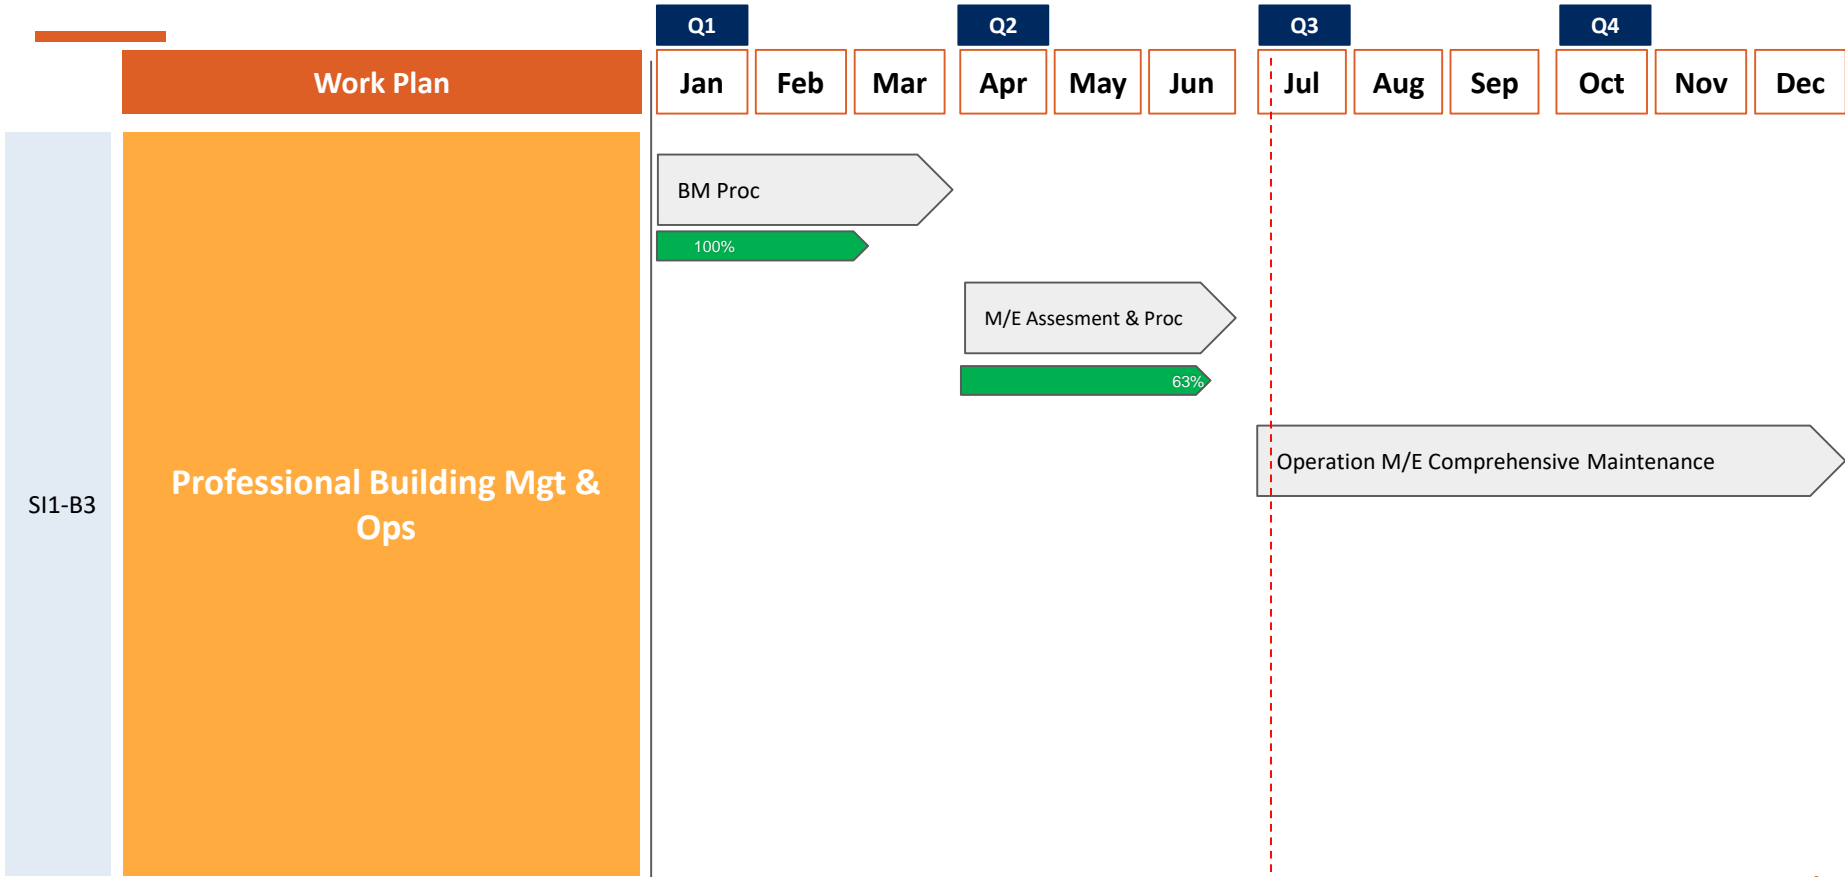 Q1 Q2 Q3 Q4
Work Plan Jan Feb Mar Apr May Jun Jul Aug Sep Oct Nov Dec
BM Proc
100%
M/E Assesment & Proc
63%
Operation M/E Comprehensive Maintenance
SI1-B3
Professional Building Mgt &
Ops